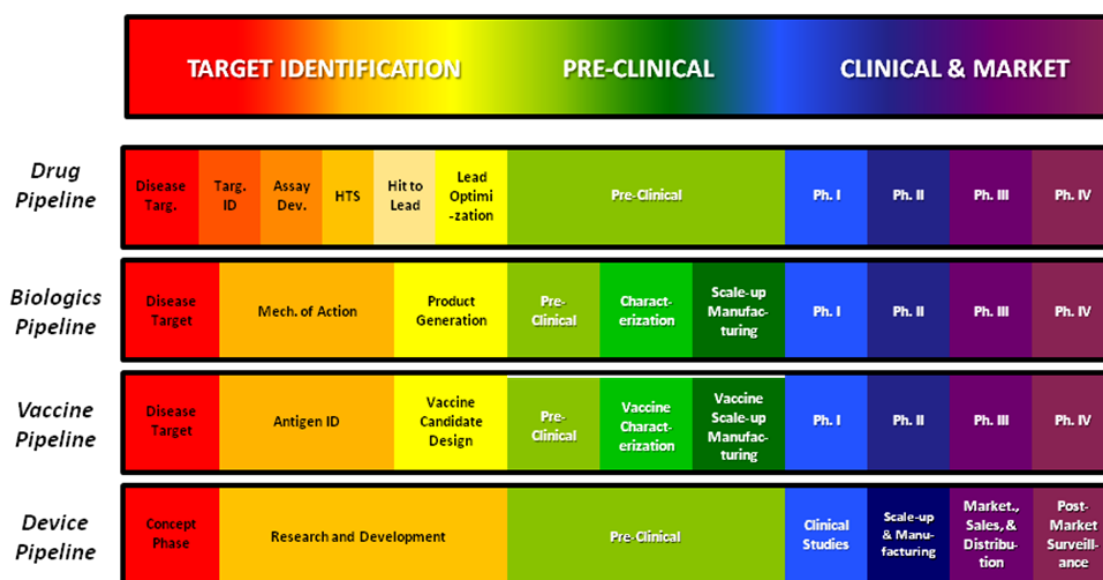 TARGET IDENTIFICATION
PRE-CLINICAL
CLINICAL & MARKET
Drug
Pipeline
Disease
Targ.
Targ.
ID
Assay
Dev.
HTS
Hit to
Lead
Lead
Optimi
-zation
Pre-Clinical
Ph. I
Ph. II
Ph. III
Ph. IV
Biologics
Pipeline
Disease
Target
Mech. of Action
Product
Generation
Pre-
Clinical
Charact-
erization
Scale-up
Manufac-
turing
Ph. I
Ph. II
Ph. III
Ph. IV
Vaccine
Pipeline
Disease
Target
Antigen ID
Vaccine
Candidate
Design
Pre-
Clinical
Vaccine
Charact-
erization
Vaccine
Scale-up
Manufac-
turing
Ph. I
Ph. II
Ph. III
Ph. IV
Device
Pipeline
Concept
Phase
Research and Development
Pre-Clinical
Clinical
Studies
Scale-up
& Manu-
facturing
Market.,
Sales, &
Distribu-
tion
Post-
Market
Surveill-
ance